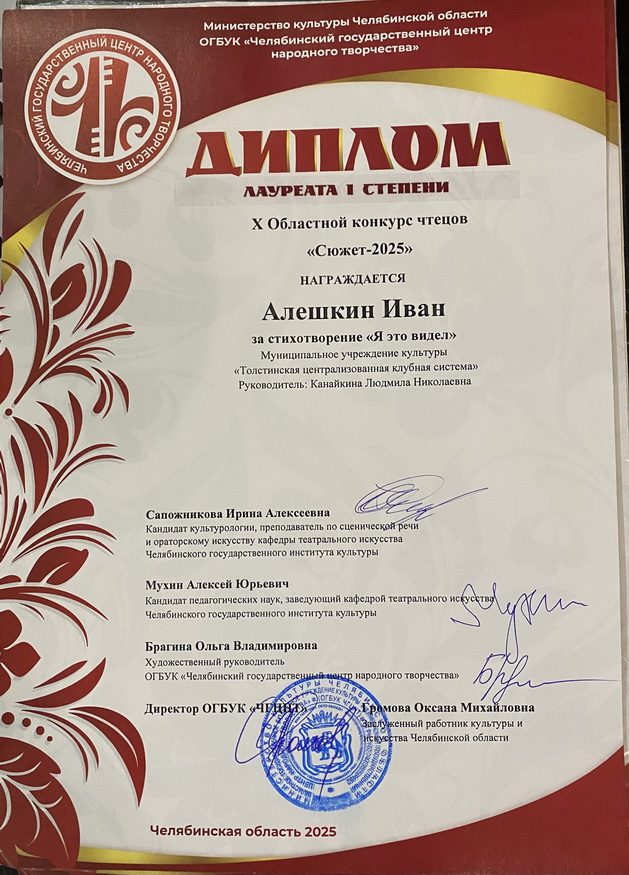 Министерство культуры Челябинской области
ОГБУК «Челябинский государственный центр
народного творчества»
ЧЕЛЯБИНСКИЙ ГОСУДАРСТВЕННЫЙ ЦЕНТР НАРОДНОГО ТВОРЧЕСТВА
ДИПЛОМ
ЛАУРЕАТА I СТЕПЕНИ
X Областной конкурс чтецов
«Сюжет-2025»
НАГРАЖДАЕТСЯ
Алешкин Иван
за стихотворение «Я это видел»
Муниципальное учреждение культуры
«Толстинская централизованная клубная система»
Руководитель: Канайкина Людмила Николаевна
Сапожникова Ирина Алексеевна
Кандидат культурологии, преподаватель по сценической речи
и ораторскому искусству кафедры театрального искусства
Челябинского государственного института культуры
Мухин Алексей Юрьевич
Кандидат педагогических наук, заведующий кафедрой театрального искусства
Челябинского государственного института культуры
Брагина Ольга Владимировна
Художественный руководитель
ОГБУК «Челябинский государственный центр народного творчества»
Директор ОГБУК «ЧГЦНТ» Громова Оксана Михайловна
заслуженный работник культуры и
искусства Челябинской области
Челябинская область 2025